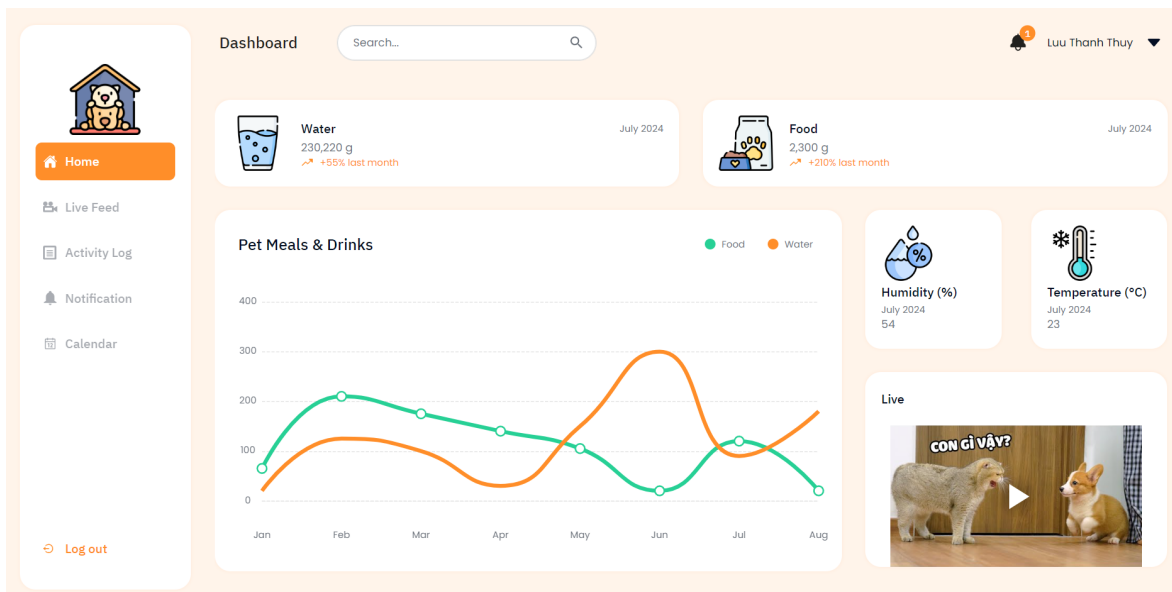 Dashboard
Search...
1
Luu Thanh Thuy
Home
Live Feed
Activity Log
Notification
12
Calendar
Log out
Water
230,220 g
+55% last month
July 2024
Food
2,300 g
+210% last month
July 2024
Pet Meals & Drinks
Food
Water
400
300
200
100
0
Jan
Feb
Mar
Apr
May
Jun
Jul
Aug
%
Humidity (%)
July 2024
54
Temperature (°C)
July 2024
23
Live
CON GÌ VẬY?